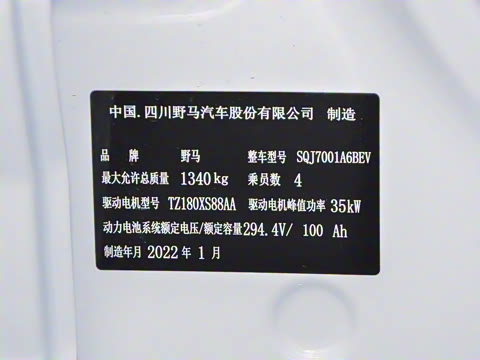 中国.四川野马汽车股份有限公司 制造
品 牌 野马 整车型号 SQJ7001A6BEV
最大允许总质量 1340kg 乘员数 4
驱动电机型号 TZ180XS88AA 驱动电机峰值功率 35kW
动力电池系统额定电压/额定容量294.4V/ 100 Ah
制造年月 2022 年 1 月